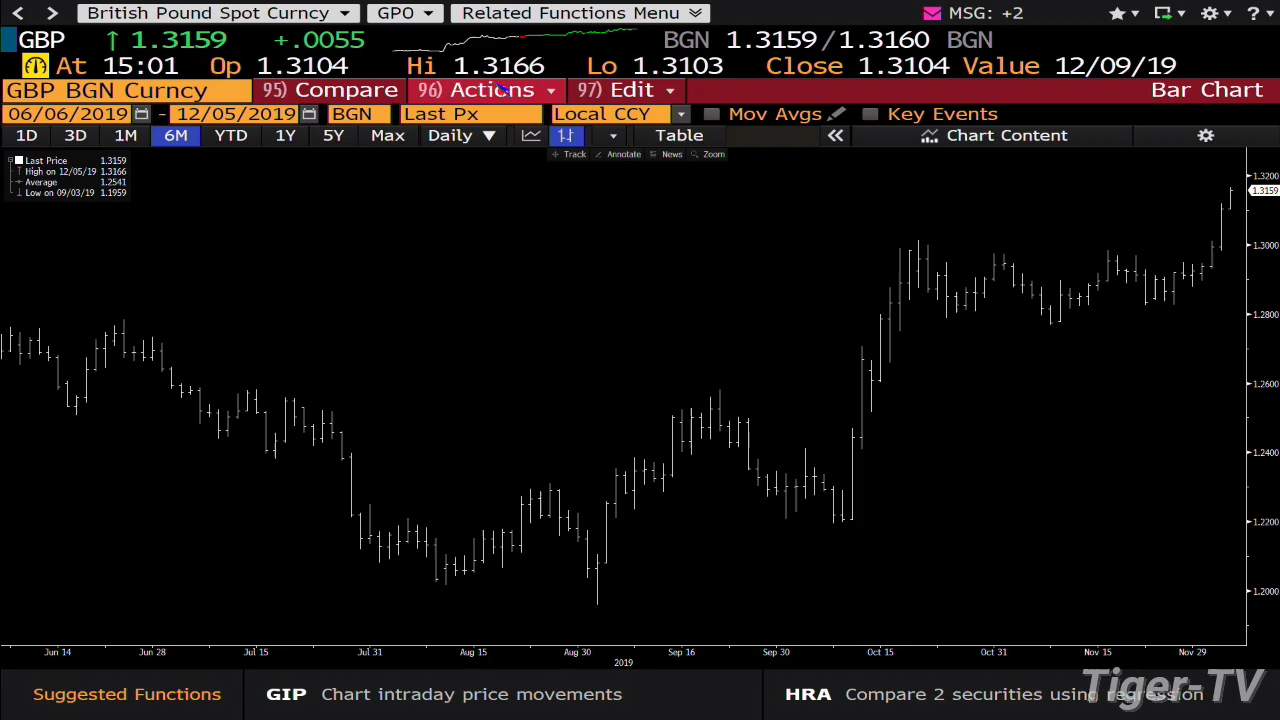 British Pound Spot Curncy GPO Related Functions Menu MSG: +2 ?
GBP ↑ 1.3159 +.0055 BGN 1.3159/1.3160 BGN
At 15:01 Op 1.3104 Hi 1.3166 Lo 1.3103 Close 1.3104 Value 12/09/19
GBP BGN Curncy 95) Compare 96) Actions 97) Edit Bar Chart
06/06/2019 - 12/05/2019 BGN Last Px Local CCY Mov Avgs Key Events
1D 3D 1M 6M YTD 1Y 5Y Max Daily ▼ Table « Chart Content
Track Annotate News Zoom
Last Price 1.3159
High on 12/05/19 1.3166
Average 1.2541
Low on 09/03/19 1.1959
1.3200
1.3159
1.3000
1.2800
1.2600
1.2400
1.2200
1.2000
Jun 14 Jun 28 Jul 15 Jul 31 Aug 15 Aug 30 Sep 16 Sep 30 Oct 15 Oct 31 Nov 15 Nov 29
2019
Suggested Functions GIP Chart intraday price movements HRA Compare 2 securities using regression
Tiger-TV